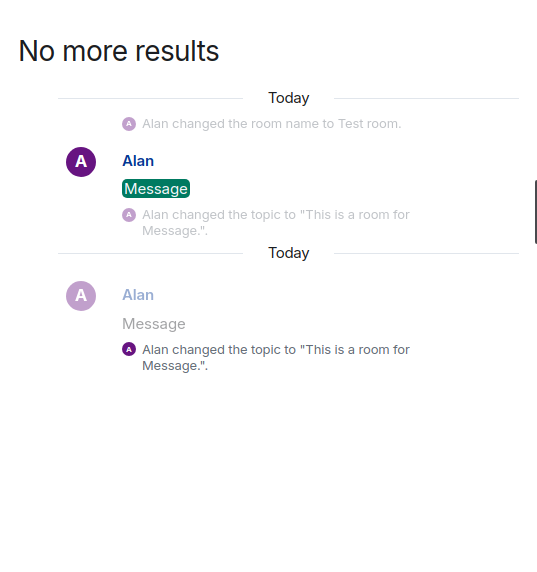 No more results
Today
A Alan changed the room name to Test room.
A Alan
Message
A Alan changed the topic to "This is a room for
Message.".
Today
A Alan
Message
A Alan changed the topic to "This is a room for
Message.".